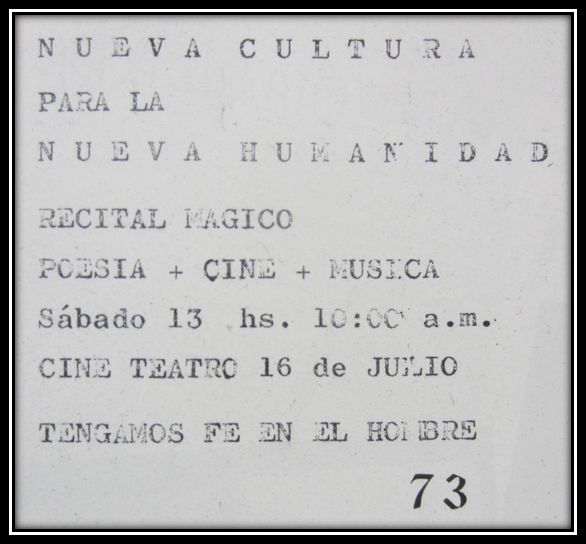 NUEVA CULTURA
PARA LA
NUEVA HUMANIDAD
RECITAL MAGICO
POESIA + CINE + MUSICA
Sábado 13 hs. 10:00 a.m.
CINE TEATRO 16 de JULIO
TENGAMOS FE EN EL HOMBRE
73